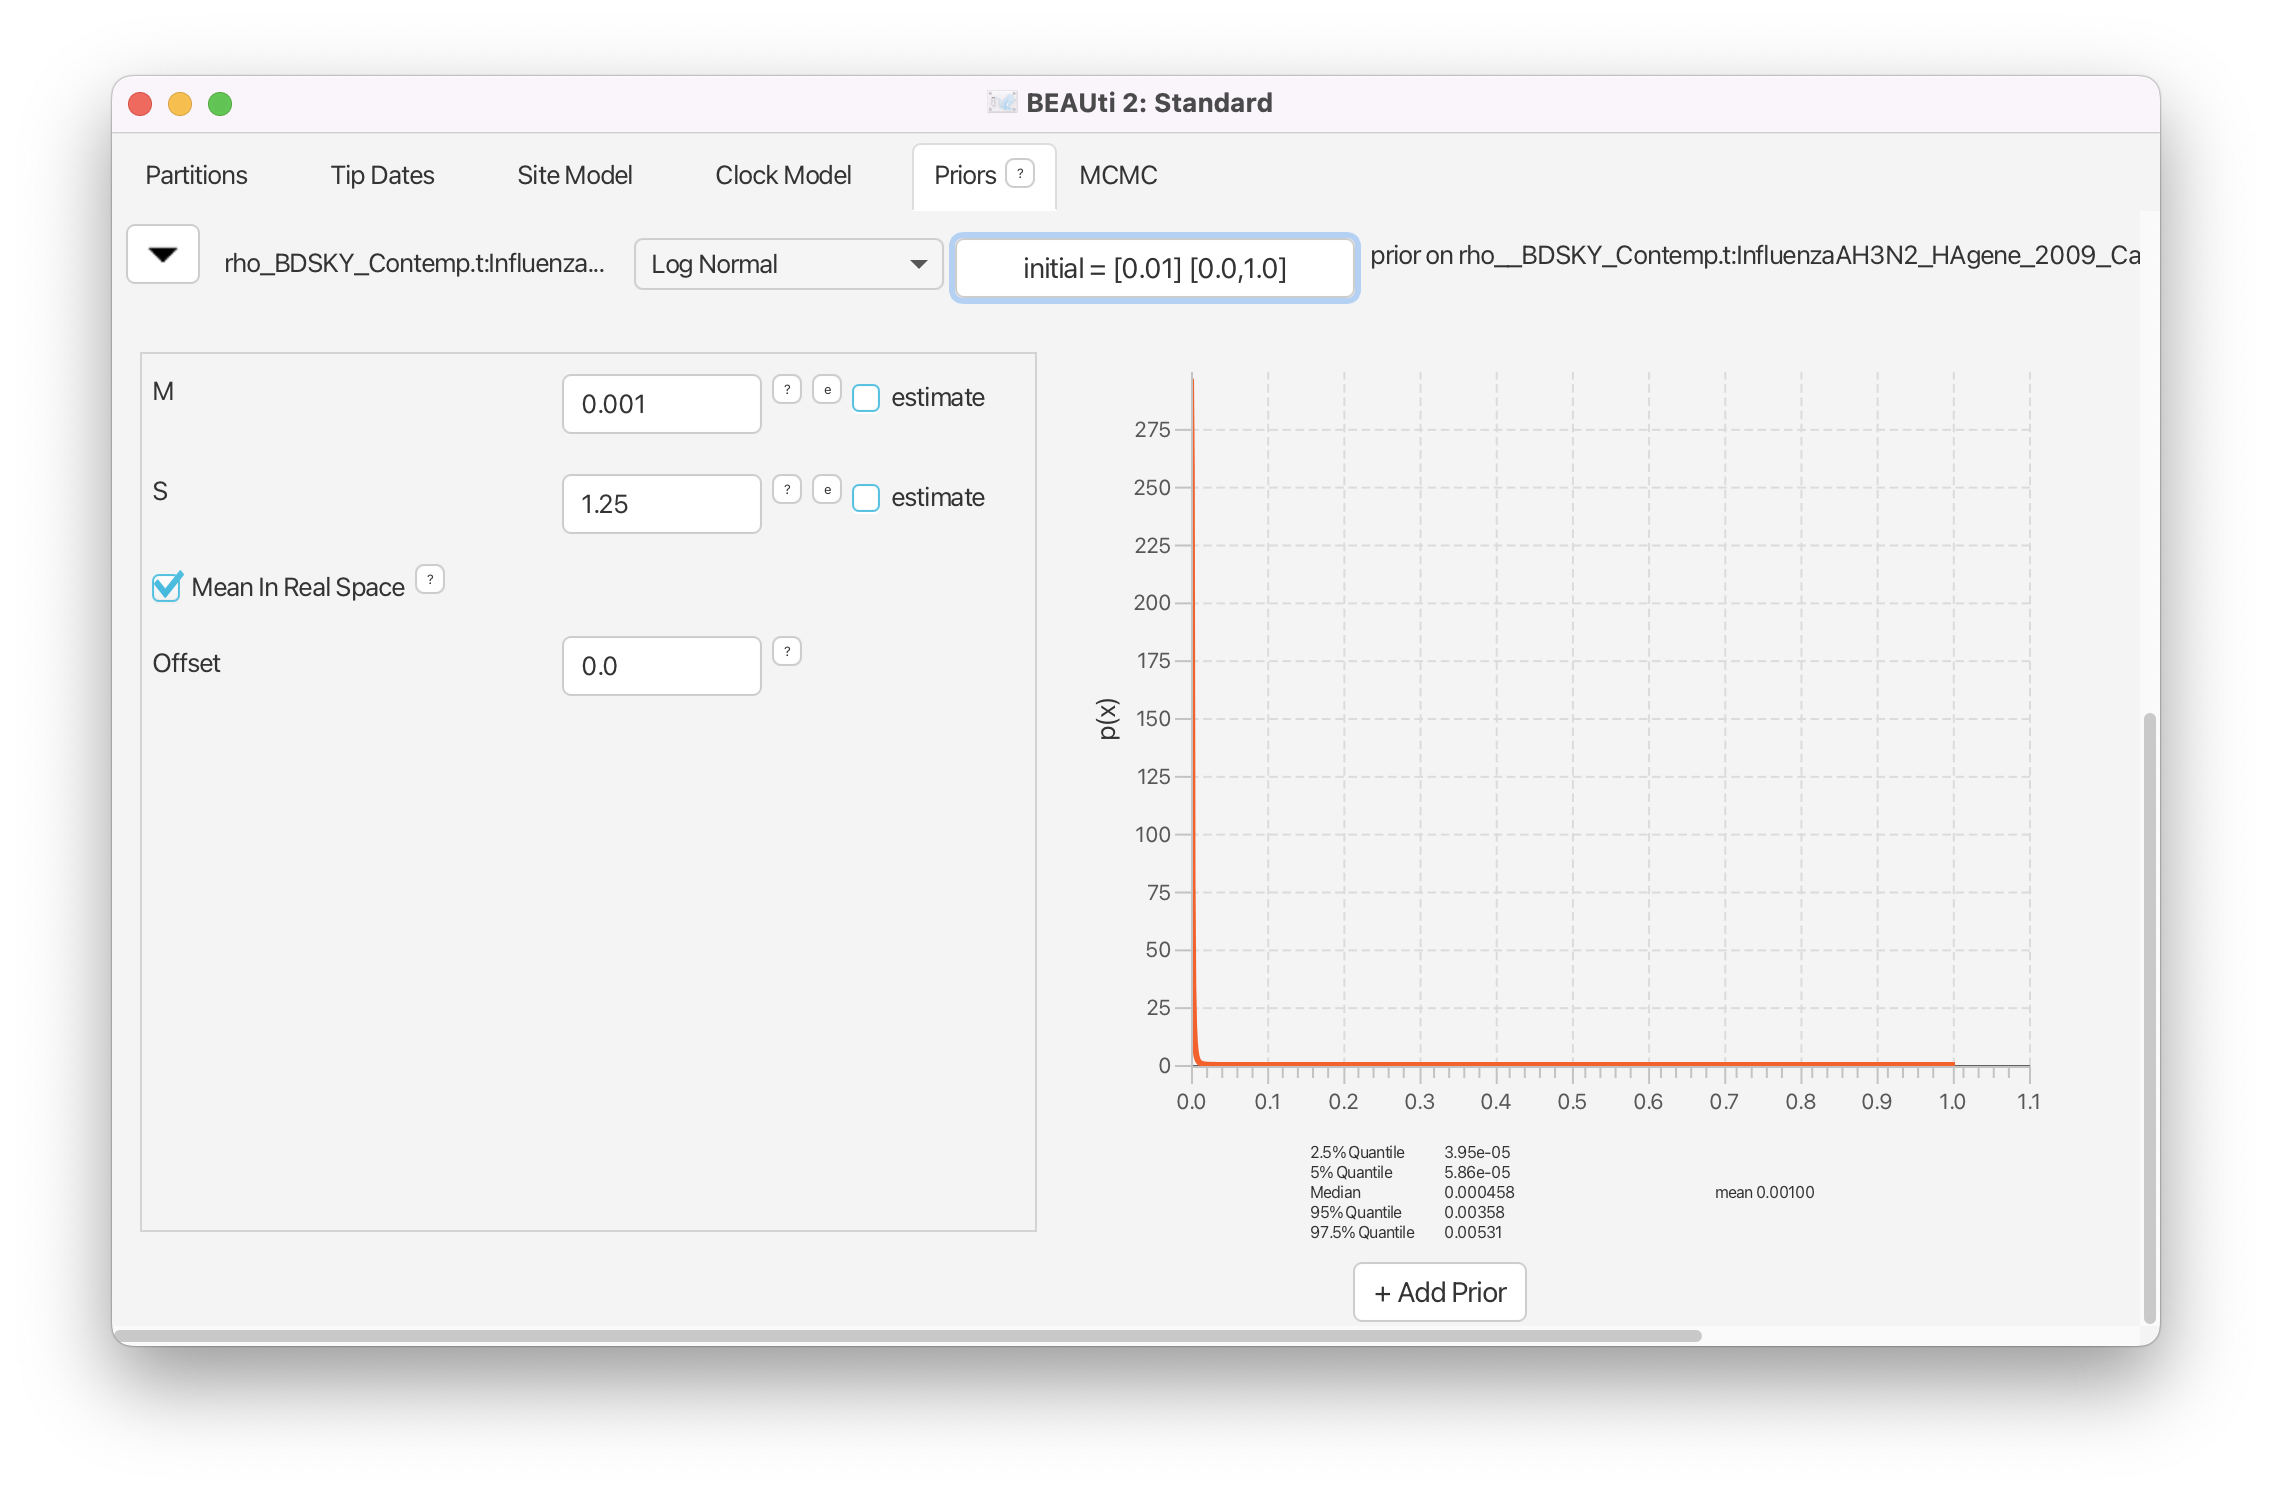 BEAUti 2: Standard
Partitions Tip Dates Site Model Clock Model Priors ? MCMC
rho_BDSKY_Contemp.t:Influenza... Log Normal initial = [0.01] [0.0,1.0] prior on rho__BDSKY_Contemp.t:InfluenzaAH3N2_HAgene_2009_Ca
M 0.001 ? e estimate
S 1.25 ? e estimate
Mean In Real Space ?
Offset 0.0 ?
p(x)
275
250
225
200
175
150
125
100
75
50
25
0
0.0 0.1 0.2 0.3 0.4 0.5 0.6 0.7 0.8 0.9 1.0 1.1
2.5% Quantile 3.95e-05
5% Quantile 5.86e-05
Median 0.000458 mean 0.00100
95% Quantile 0.00358
97.5% Quantile 0.00531
+ Add Prior